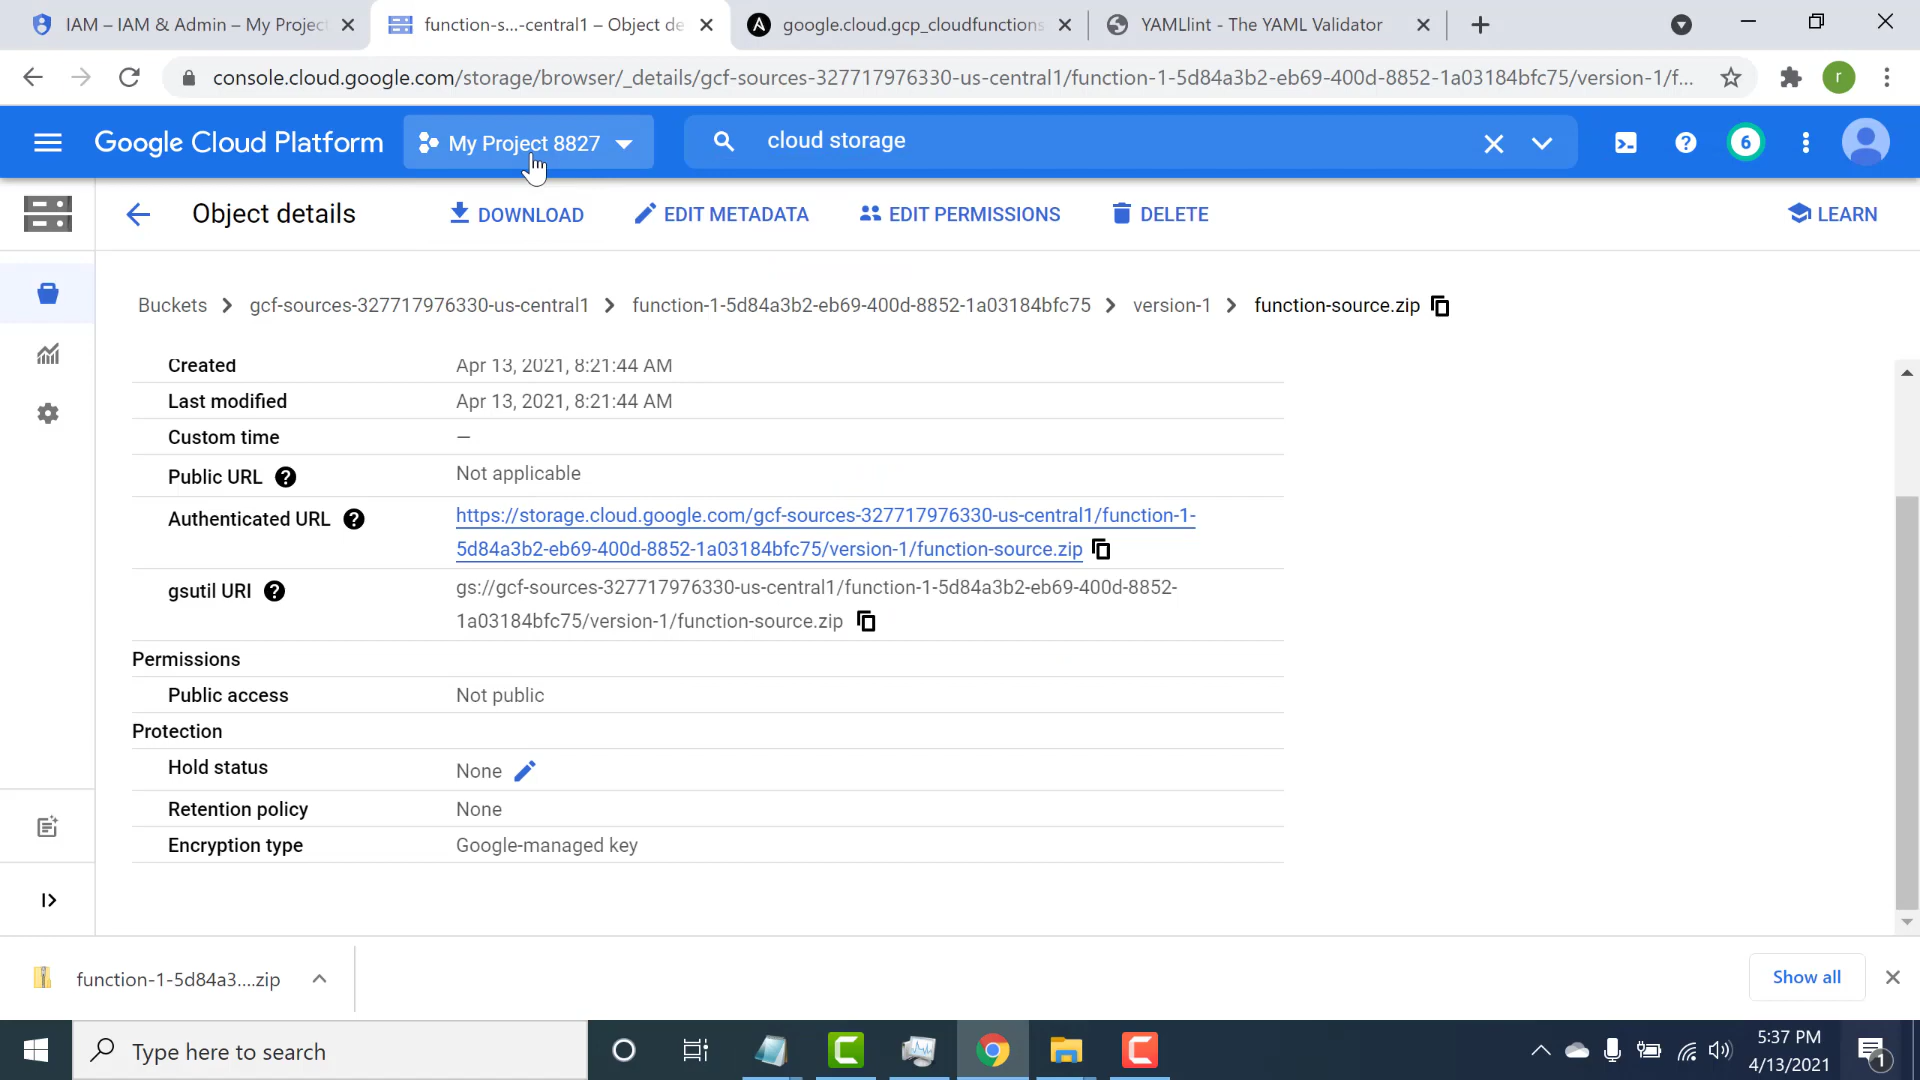 IAM – IAM & Admin – My Project
function-s...-central1 – Object de
google.cloud.gcp_cloudfunctions
YAMLlint - The YAML Validator
console.cloud.google.com/storage/browser/_details/gcf-sources-327717976330-us-central1/function-1-5d84a3b2-eb69-400d-8852-1a03184bfc75/version-1/f...
r
Google Cloud Platform
My Project 8827
cloud storage
6
Object details
DOWNLOAD
EDIT METADATA
EDIT PERMISSIONS
DELETE
LEARN
Buckets > gcf-sources-327717976330-us-central1 > function-1-5d84a3b2-eb69-400d-8852-1a03184bfc75 > version-1 > function-source.zip
Created Apr 13, 2021, 8:21:44 AM
Last modified Apr 13, 2021, 8:21:44 AM
Custom time —
Public URL Not applicable
Authenticated URL https://storage.cloud.google.com/gcf-sources-327717976330-us-central1/function-1-
5d84a3b2-eb69-400d-8852-1a03184bfc75/version-1/function-source.zip
gsutil URI gs://gcf-sources-327717976330-us-central1/function-1-5d84a3b2-eb69-400d-8852-
1a03184bfc75/version-1/function-source.zip
Permissions
Public access Not public
Protection
Hold status None
Retention policy None
Encryption type Google-managed key
function-1-5d84a3....zip
Show all
Type here to search
5:37 PM
4/13/2021
1